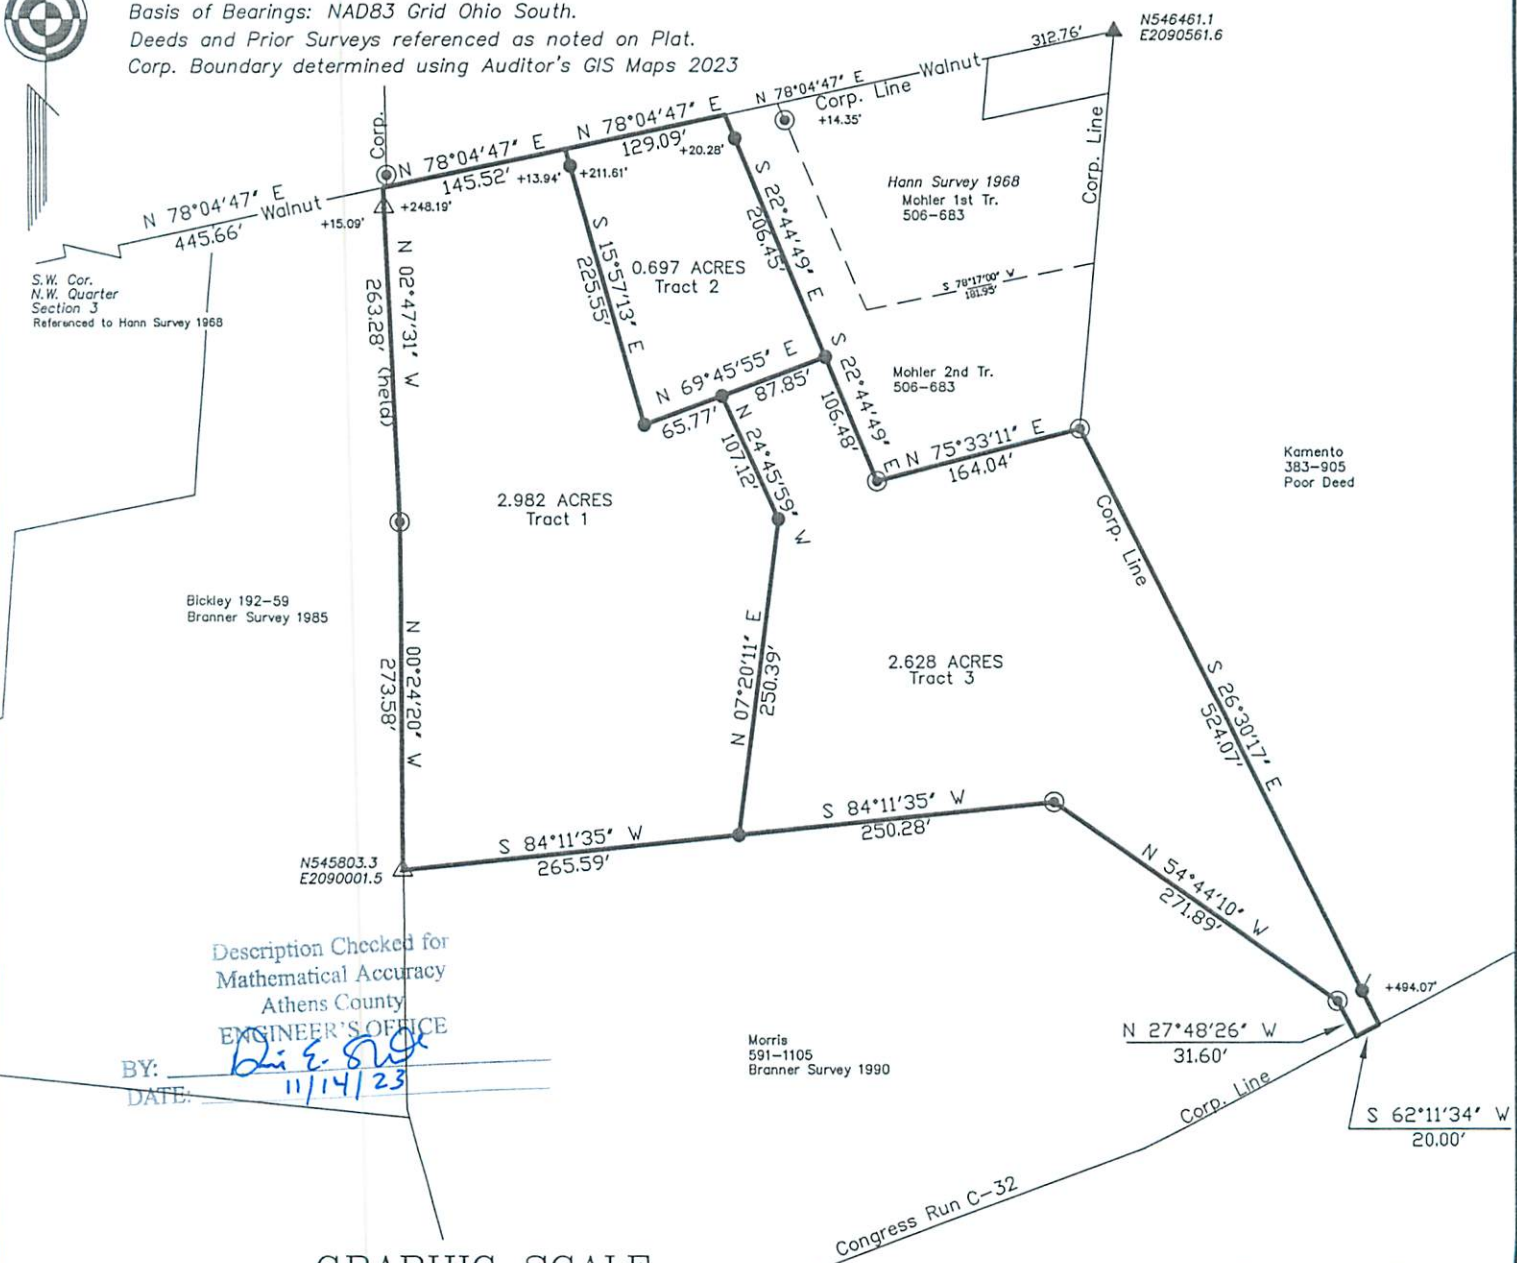 Basis of Bearings: NAD83 Grid Ohio South.
Deeds and Prior Surveys referenced as noted on Plat.
Corp. Boundary determined using Auditor's GIS Maps 2023
N546461.1
E2090561.6
312.76'
Walnut
N 78°04'47" E
Corp. Line
+14.35'
Corp.
N 78°04'47" E
129.09'
+20.28'
N 78°04'47" E
145.52'
+13.94'
+211.61'
Corp. Line
N 78°04'47" E
445.66'
Walnut
+15.09'
+248.19'
Hann Survey 1968
Mohler 1st Tr.
506-683
S.W. Cor.
N.W. Quarter
Section 3
Referenced to Hann Survey 1968
N 02°47'31" W
263.28' (held)
S 15°57'13" E
225.55'
0.697 ACRES
Tract 2
S 22°44'49" E
206.45'
S 78°17'00" W
181.95'
N 69°45'55" E
65.77'
87.85'
S 22°44'49" E
106.48'
Mohler 2nd Tr.
506-683
N 24°45'59" W
107.12'
N 75°33'11" E
164.04'
Kamento
383-905
Poor Deed
2.982 ACRES
Tract 1
Corp. Line
Bickley 192-59
Branner Survey 1985
N 00°24'20" W
273.58'
N 07°20'11" E
250.39'
2.628 ACRES
Tract 3
S 26°30'17" E
524.07'
S 84°11'35" W
265.59'
S 84°11'35" W
250.28'
N545803.3
E2090001.5
N 54°44'10" W
271.89'
+494.07'
Description Checked for
Mathematical Accuracy
Athens County
ENGINEER'S OFFICE
BY:
DATE: 11/14/23
Morris
591-1105
Branner Survey 1990
N 27°48'26" W
31.60'
Corp. Line
S 62°11'34" W
20.00'
Congress Run C-32
GRAPHIC SCALE